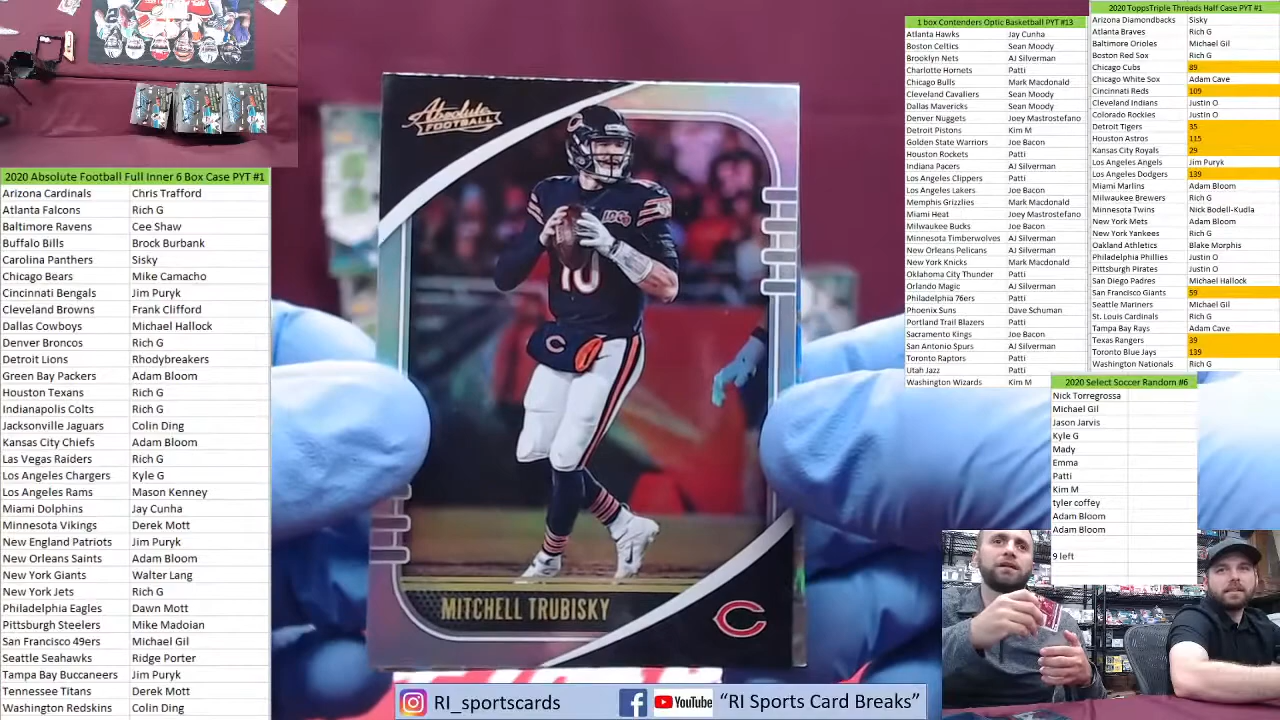 2020 Absolute Football Full Inner 6 Box Case PYT #1
Arizona Cardinals Chris Trafford
Atlanta Falcons Rich G
Baltimore Ravens Cee Shaw
Buffalo Bills Brock Burbank
Carolina Panthers Sisky
Chicago Bears Mike Camacho
Cincinnati Bengals Jim Puryk
Cleveland Browns Frank Clifford
Dallas Cowboys Michael Hallock
Denver Broncos Rich G
Detroit Lions Rhodybreakers
Green Bay Packers Adam Bloom
Houston Texans Rich G
Indianapolis Colts Rich G
Jacksonville Jaguars Colin Ding
Kansas City Chiefs Adam Bloom
Las Vegas Raiders Rich G
Los Angeles Chargers Kyle G
Los Angeles Rams Mason Kenney
Miami Dolphins Jay Cunha
Minnesota Vikings Derek Mott
New England Patriots Jim Puryk
New Orleans Saints Adam Bloom
New York Giants Walter Lang
New York Jets Rich G
Philadelphia Eagles Dawn Mott
Pittsburgh Steelers Mike Madoian
San Francisco 49ers Michael Gil
Seattle Seahawks Ridge Porter
Tampa Bay Buccaneers Jim Puryk
Tennessee Titans Derek Mott
Washington Redskins Colin Ding
Absolute
FOOTBALL
100
10
MITCHELL TRUBISKY
RI_sportscards
YouTube "RI Sports Card Breaks"
1 box Contenders Optic Basketball PYT #13
Atlanta Hawks Jay Cunha
Boston Celtics Sean Moody
Brooklyn Nets AJ Silverman
Charlotte Hornets Patti
Chicago Bulls Mark Macdonald
Cleveland Cavaliers Sean Moody
Dallas Mavericks Sean Moody
Denver Nuggets Joey Mastrostefano
Detroit Pistons Kim M
Golden State Warriors Joe Bacon
Houston Rockets Patti
Indiana Pacers AJ Silverman
Los Angeles Clippers Patti
Los Angeles Lakers Joe Bacon
Memphis Grizzlies Mark Macdonald
Miami Heat Joey Mastrostefano
Milwaukee Bucks Joe Bacon
Minnesota Timberwolves AJ Silverman
New Orleans Pelicans AJ Silverman
New York Knicks Mark Macdonald
Oklahoma City Thunder Patti
Orlando Magic AJ Silverman
Philadelphia 76ers Patti
Phoenix Suns Dave Schuman
Portland Trail Blazers Patti
Sacramento Kings Joe Bacon
San Antonio Spurs AJ Silverman
Toronto Raptors Patti
Utah Jazz Patti
Washington Wizards Kim M
2020 ToppsTriple Threads Half Case PYT #1
Arizona Diamondbacks Sisky
Atlanta Braves Rich G
Baltimore Orioles Michael Gil
Boston Red Sox Rich G
Chicago Cubs 89
Chicago White Sox Adam Cave
Cincinnati Reds 109
Cleveland Indians Justin O
Colorado Rockies Justin O
Detroit Tigers 35
Houston Astros 115
Kansas City Royals 29
Los Angeles Angels Jim Puryk
Los Angeles Dodgers 139
Miami Marlins Adam Bloom
Milwaukee Brewers Rich G
Minnesota Twins Nick Bodell-Kudla
New York Mets Adam Bloom
New York Yankees Rich G
Oakland Athletics Blake Morphis
Philadelphia Phillies Justin O
Pittsburgh Pirates Justin O
San Diego Padres Michael Hallock
San Francisco Giants 59
Seattle Mariners Michael Gil
St. Louis Cardinals Rich G
Tampa Bay Rays Adam Cave
Texas Rangers 39
Toronto Blue Jays 139
Washington Nationals Rich G
2020 Select Soccer Random #6
Nick Torregrossa
Michael Gil
Jason Jarvis
Kyle G
Mady
Emma
Patti
Kim M
tyler coffey
Adam Bloom
Adam Bloom
9 left